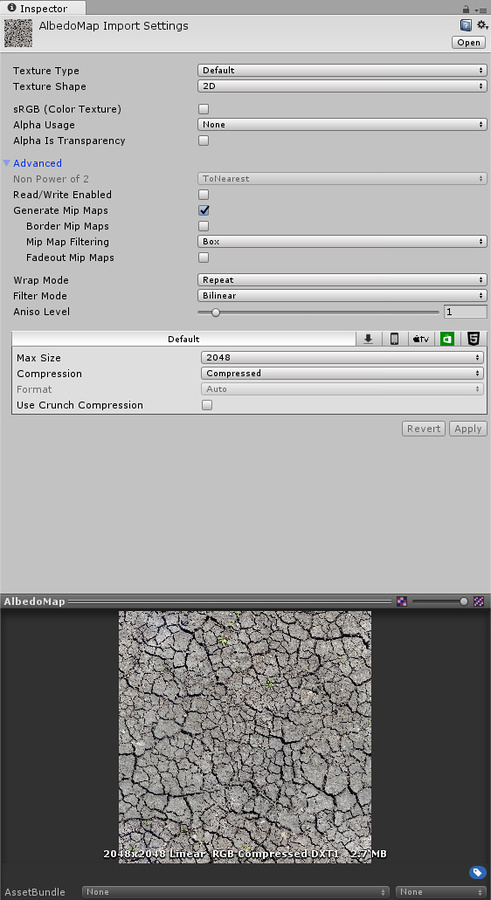 Inspector
AlbedoMap Import Settings
Open
Texture Type Default
Texture Shape 2D
sRGB (Color Texture)
Alpha Usage None
Alpha Is Transparency
Advanced
Non Power of 2 ToNearest
Read/Write Enabled
Generate Mip Maps
Border Mip Maps
Mip Map Filtering Box
Fadeout Mip Maps
Wrap Mode Repeat
Filter Mode Bilinear
Aniso Level 1
Default tv 5
Max Size 2048
Compression Compressed
Format Auto
Use Crunch Compression
Revert Apply
AlbedoMap
2048x2048 Linear RGB Compressed DXT1 2.7 MB
AssetBundle None None